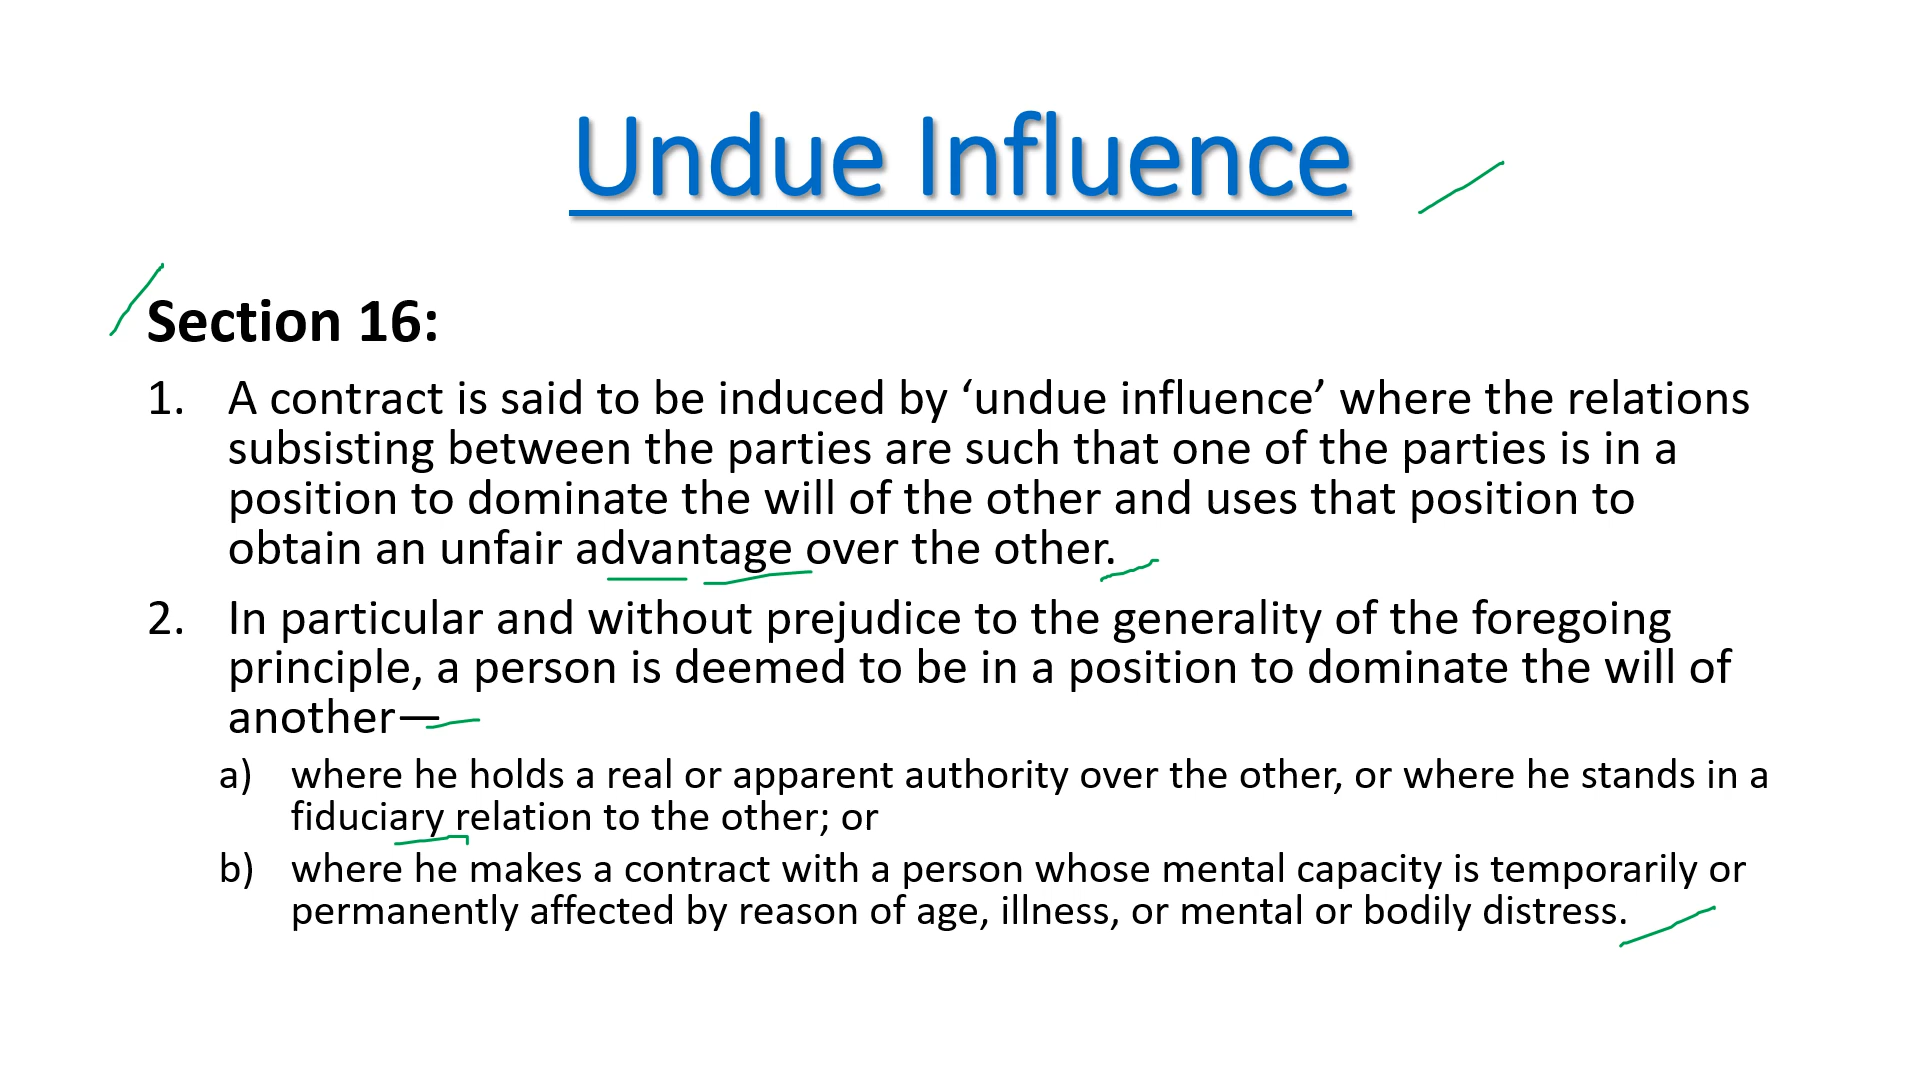 Undue Influence
Section 16:
1. A contract is said to be induced by ‘undue influence’ where the relations
subsisting between the parties are such that one of the parties is in a
position to dominate the will of the other and uses that position to
obtain an unfair advantage over the other.
2. In particular and without prejudice to the generality of the foregoing
principle, a person is deemed to be in a position to dominate the will of
another—
a) where he holds a real or apparent authority over the other, or where he stands in a
fiduciary relation to the other; or
b) where he makes a contract with a person whose mental capacity is temporarily or
permanently affected by reason of age, illness, or mental or bodily distress.